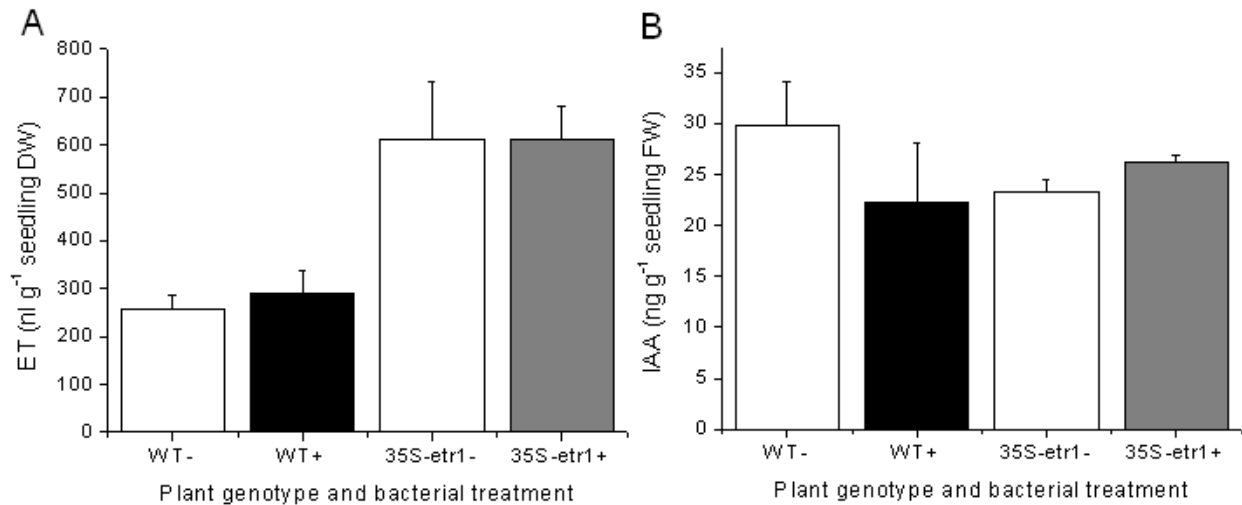 A
800
700
600
500
400
300
200
100
0
ET (nl g⁻¹ seedling DW)
WT- WT+ 35S-etr1- 35S-etr1+
Plant genotype and bacterial treatment
B
35
30
25
20
15
10
5
0
IAA (ng g⁻¹ seedling FW)
WT- WT+ 35S-etr1- 35S-etr1+
Plant genotype and bacterial treatment